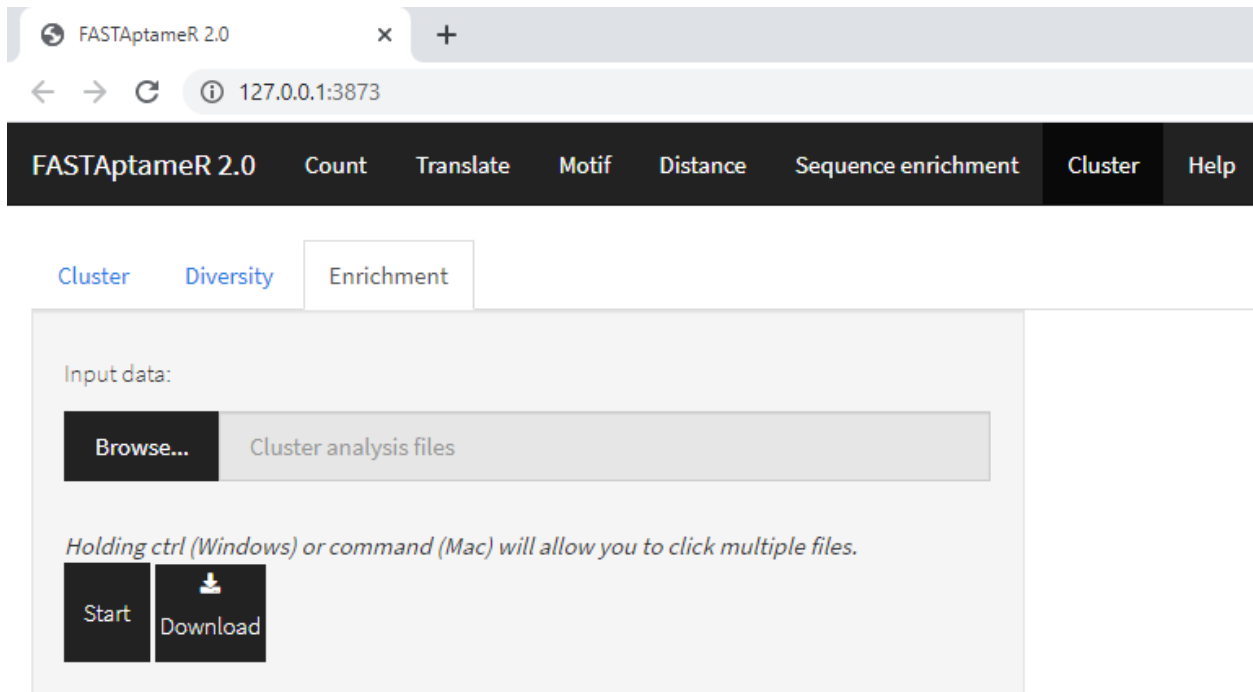 FASTAptameR 2.0
127.0.0.1:3873
FASTAptameR 2.0 Count Translate Motif Distance Sequence enrichment Cluster Help
Cluster Diversity Enrichment
Input data:
Browse... Cluster analysis files
Holding ctrl (Windows) or command (Mac) will allow you to click multiple files.
Start Download